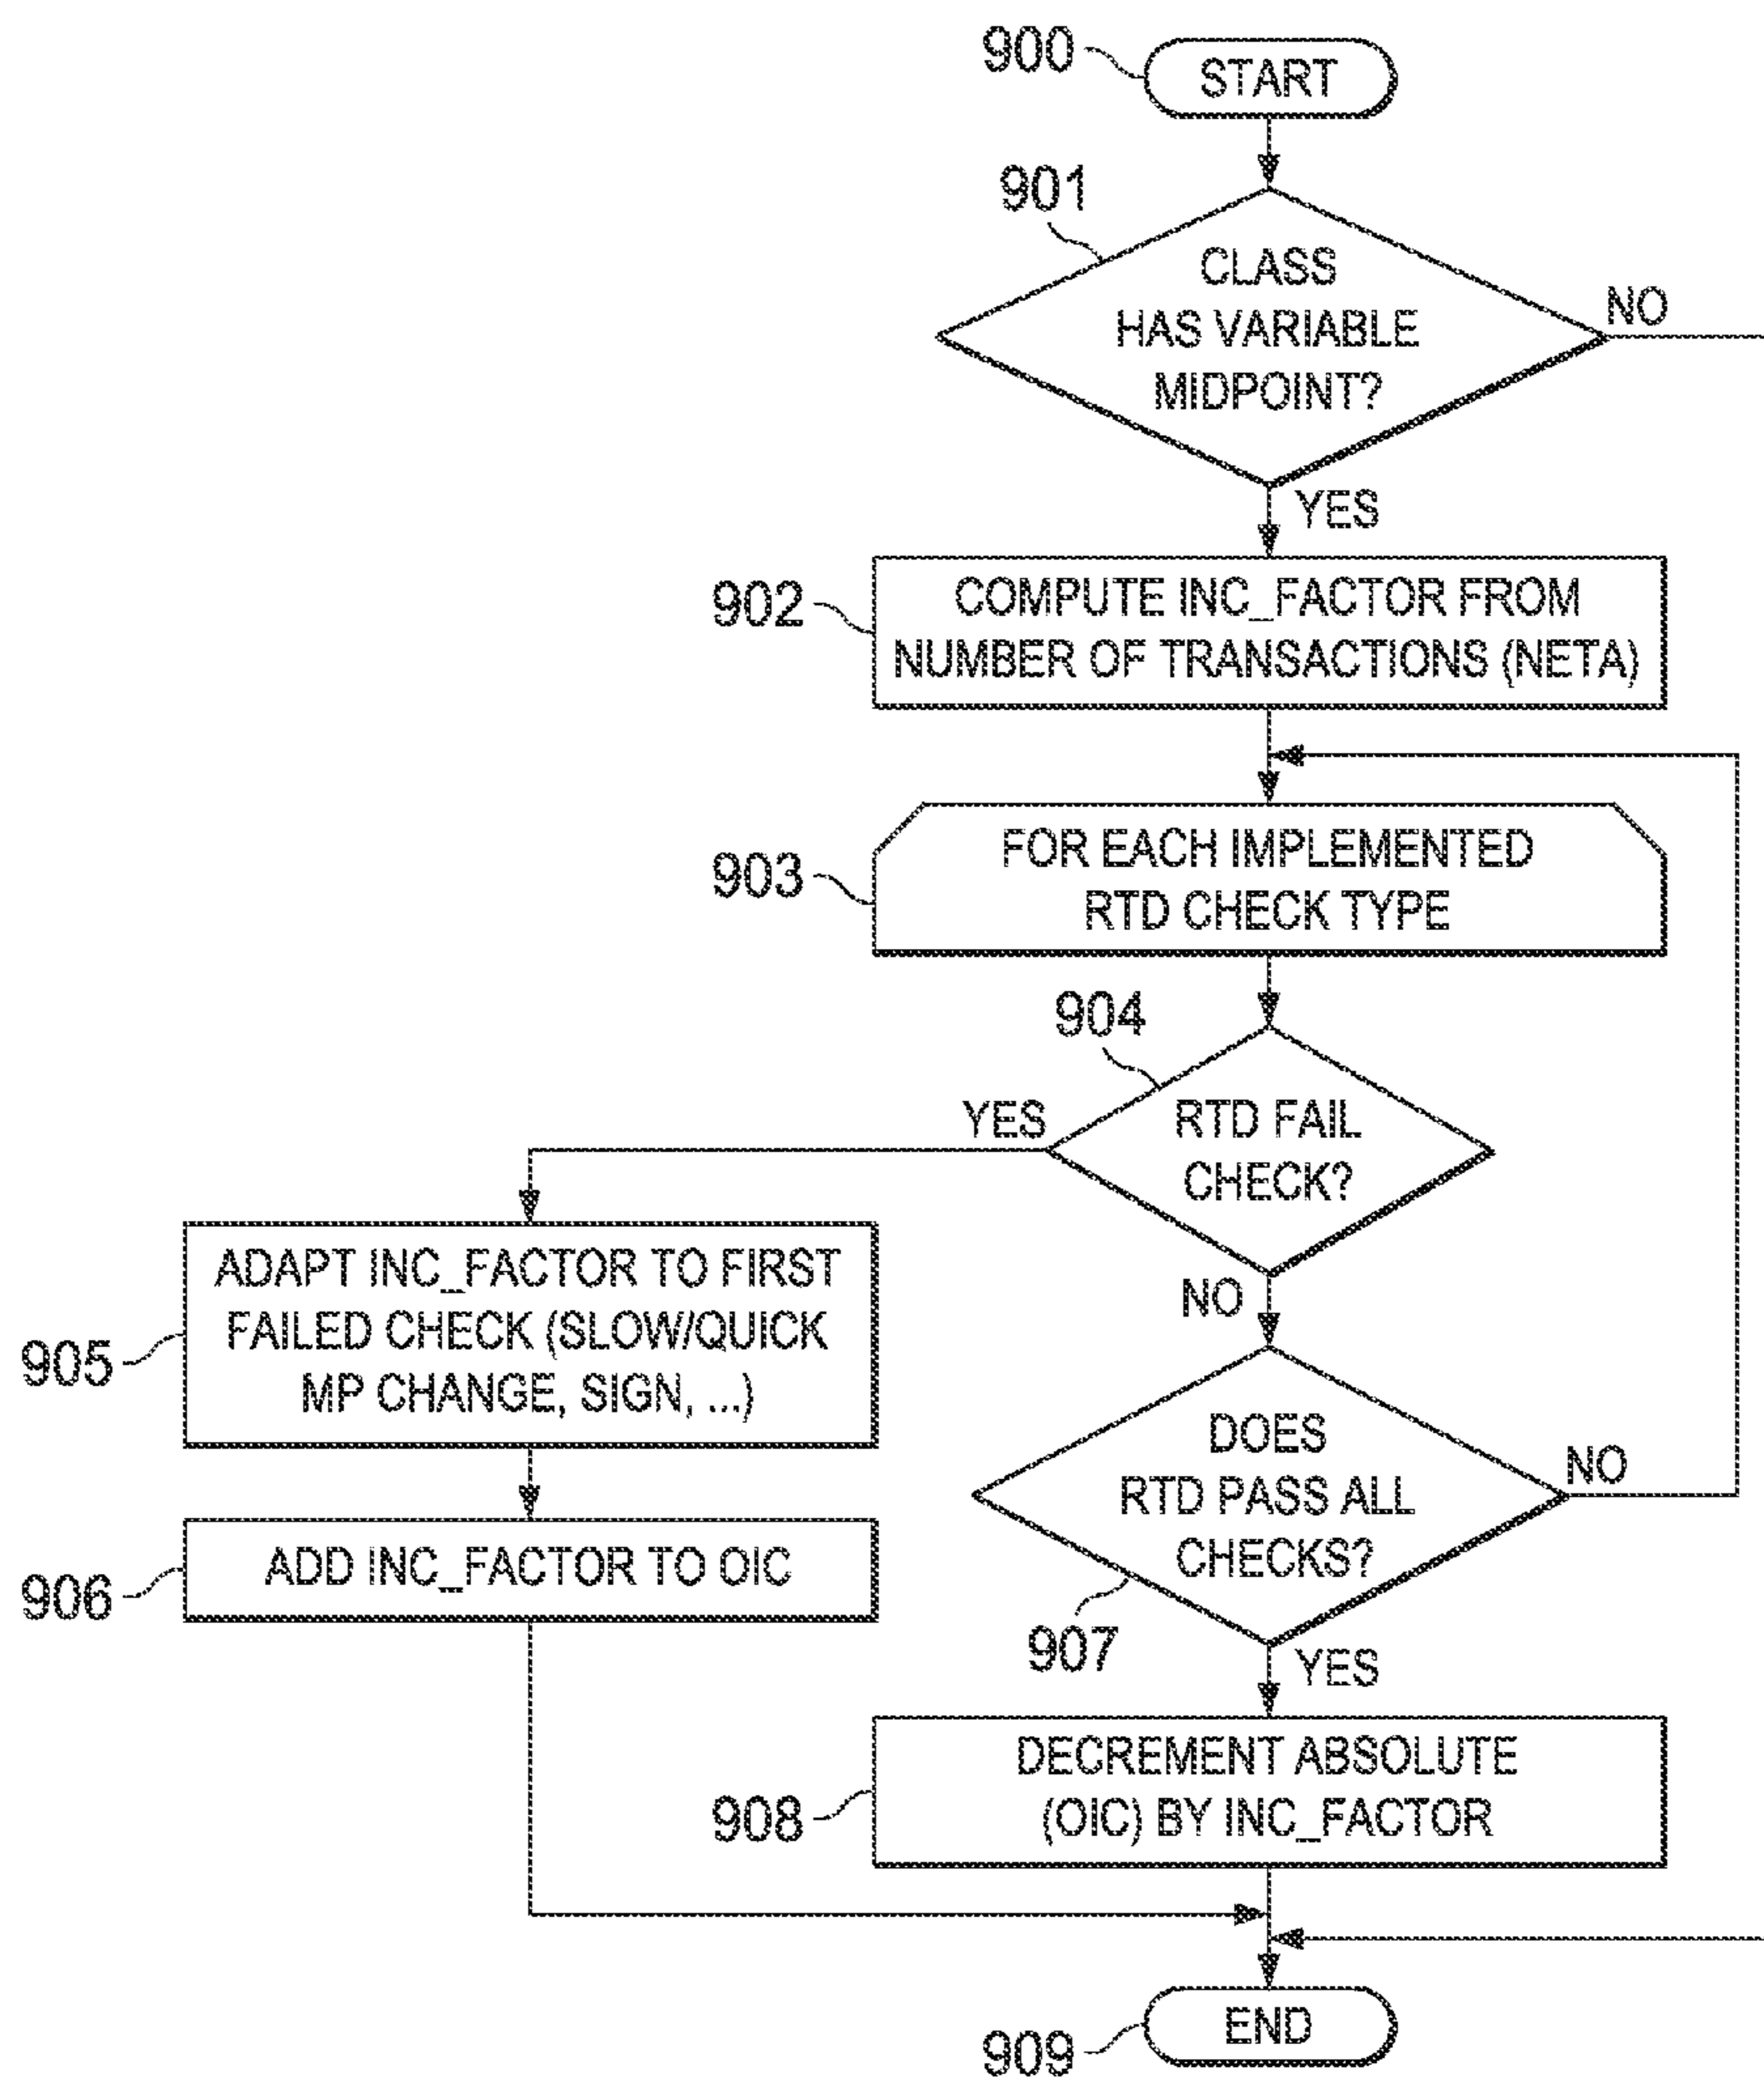 900
START
901
CLASS
HAS VARIABLE
MIDPOINT?
NO
YES
902
COMPUTE INC_FACTOR FROM
NUMBER OF TRANSACTIONS (NETA)
903
FOR EACH IMPLEMENTED
RTD CHECK TYPE
904
YES
RTD FAIL
CHECK?
NO
905
ADAPT INC_FACTOR TO FIRST
FAILED CHECK (SLOW/QUICK
MP CHANGE, SIGN, ...)
906
ADD INC_FACTOR TO OIC
DOES
RTD PASS ALL
CHECKS?
NO
907
YES
908
DECREMENT ABSOLUTE
(OIC) BY INC_FACTOR
909
END